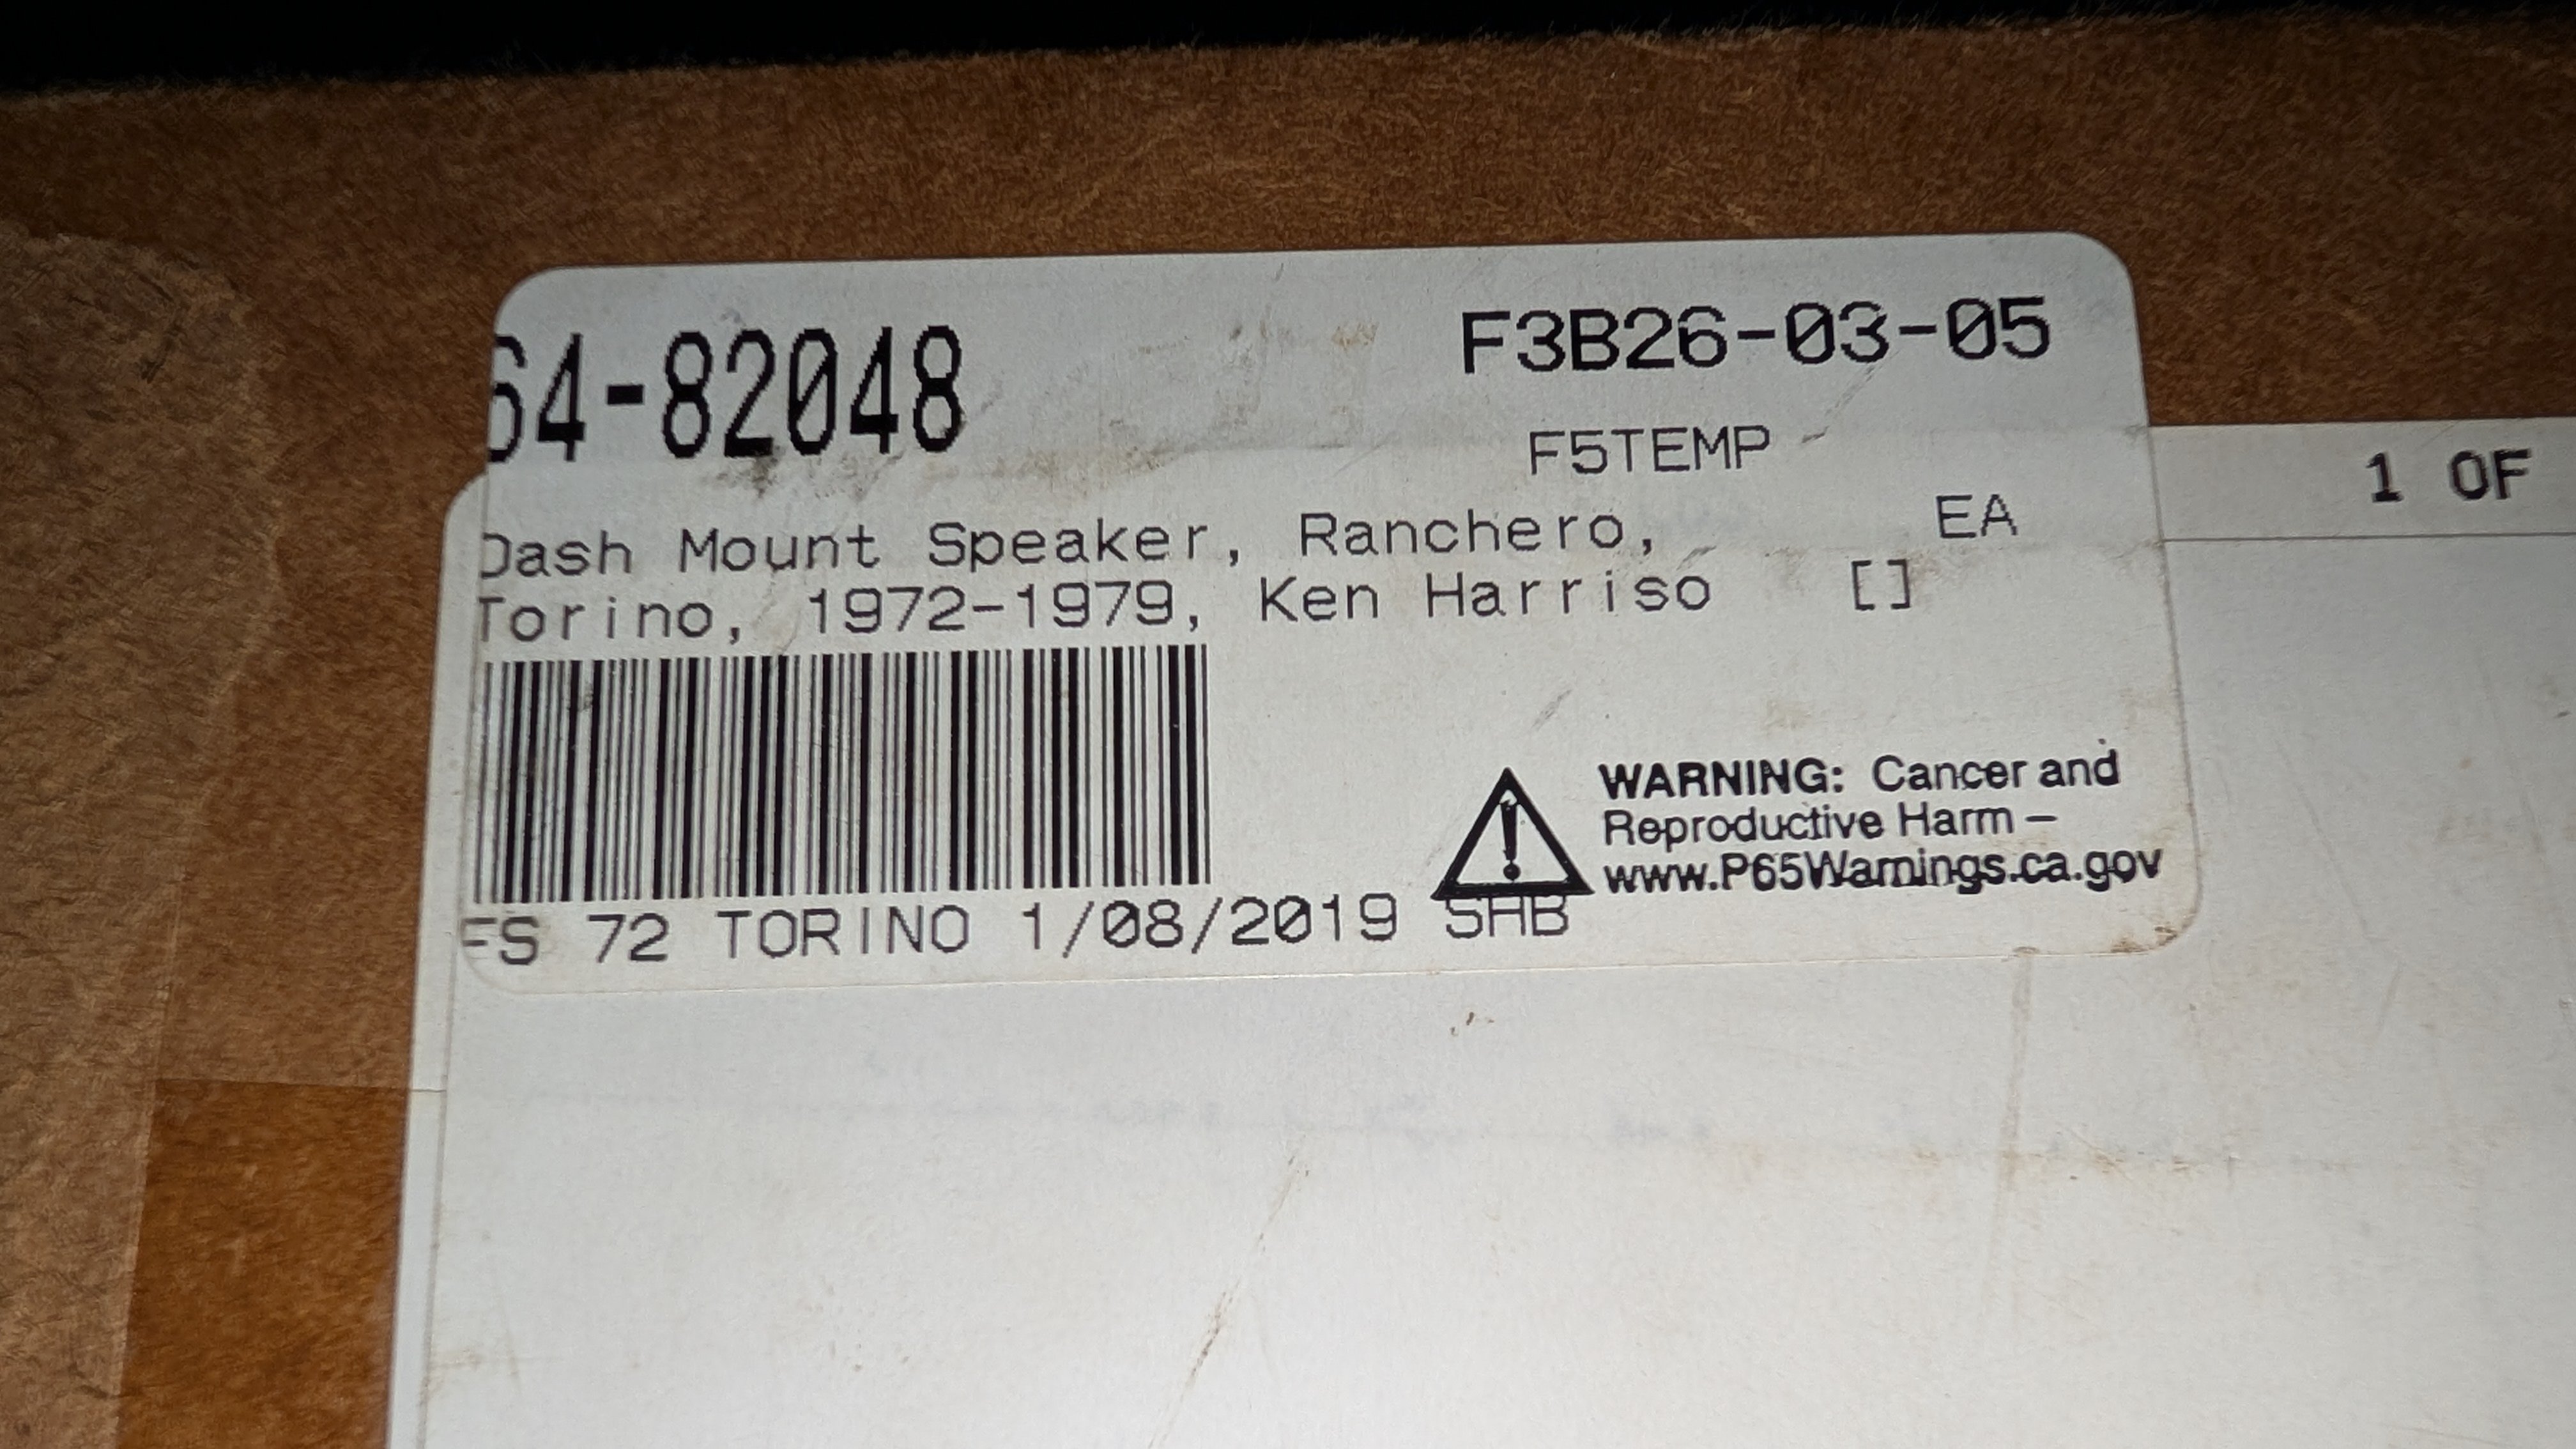 64-82048
F3B26-03-05
F5TEMP
1 OF
Dash Mount Speaker, Ranchero,
EA
Torino, 1972-1979, Ken Harriso
[]
WARNING: Cancer and
Reproductive Harm –
www.P65Warnings.ca.gov
FS 72 TORINO 1/08/2019 SHB